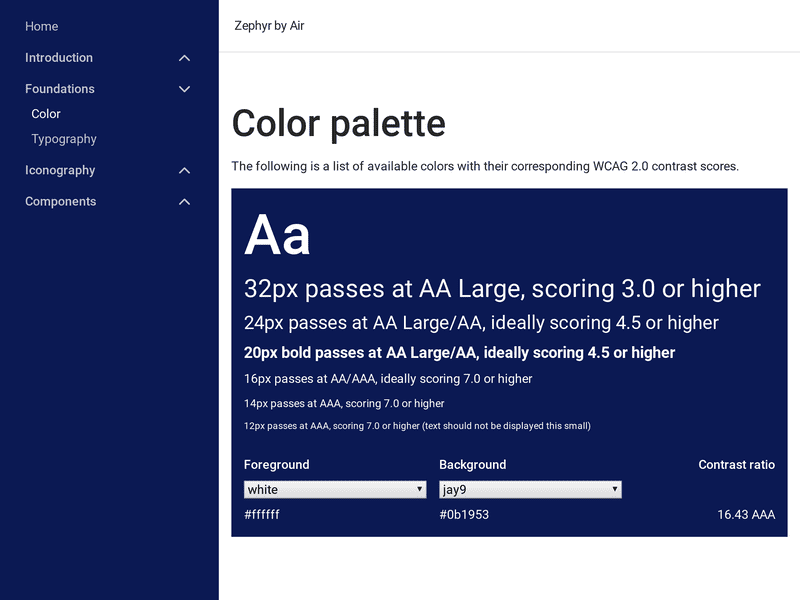 Home
Introduction
Foundations
Color
Typography
Iconography
Components
Zephyr by Air
Color palette
The following is a list of available colors with their corresponding WCAG 2.0 contrast scores.
Aa
32px passes at AA Large, scoring 3.0 or higher
24px passes at AA Large/AA, ideally scoring 4.5 or higher
20px bold passes at AA Large/AA, ideally scoring 4.5 or higher
16px passes at AA/AAA, ideally scoring 7.0 or higher
14px passes at AAA, scoring 7.0 or higher
12px passes at AAA, scoring 7.0 or higher (text should not be displayed this small)
Foreground Background Contrast ratio
white jay9
#ffffff #0b1953 16.43 AAA